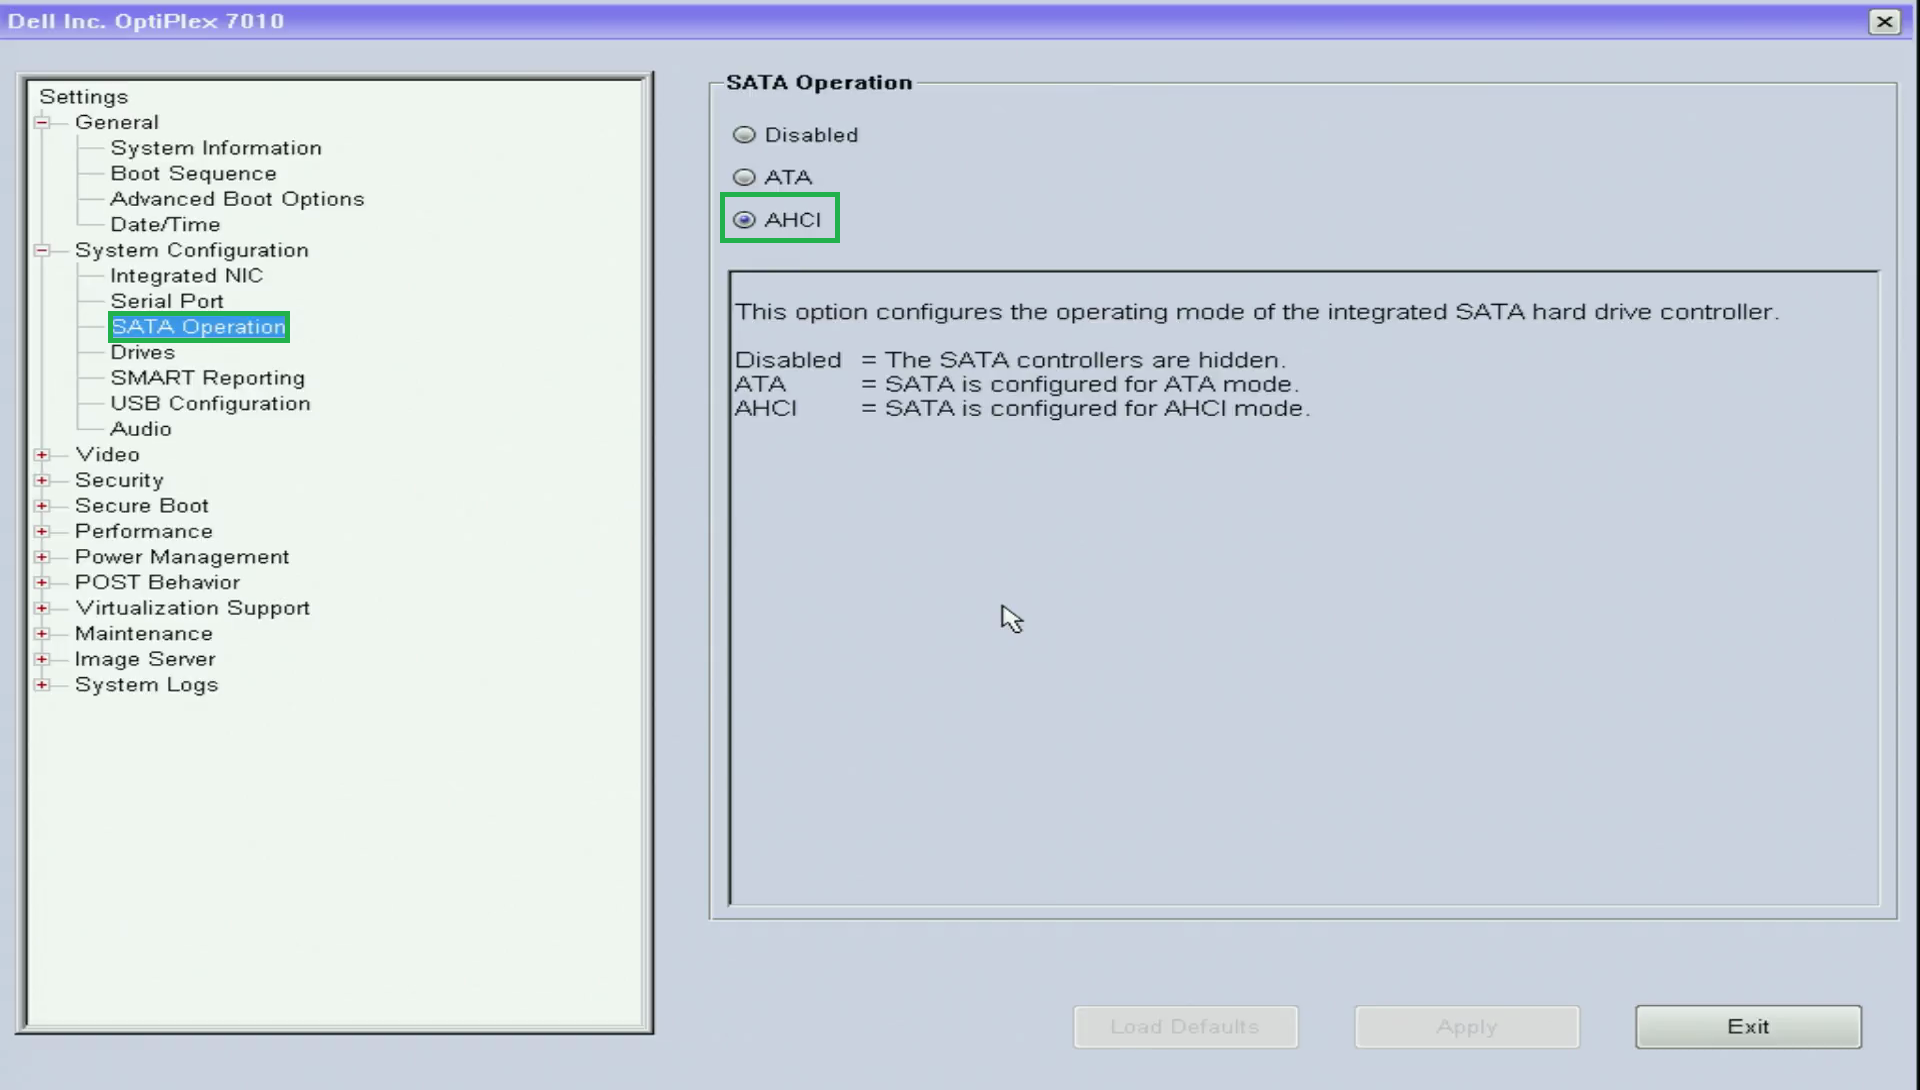 Dell Inc. OptiPlex 7010
Settings
General
System Information
Boot Sequence
Advanced Boot Options
Date/Time
System Configuration
Integrated NIC
Serial Port
SATA Operation
Drives
SMART Reporting
USB Configuration
Audio
Video
Security
Secure Boot
Performance
Power Management
POST Behavior
Virtualization Support
Maintenance
Image Server
System Logs
SATA Operation
Disabled
ATA
AHCI
This option configures the operating mode of the integrated SATA hard drive controller.
Disabled = The SATA controllers are hidden.
ATA = SATA is configured for ATA mode.
AHCI = SATA is configured for AHCI mode.
Load Defaults
Apply
Exit